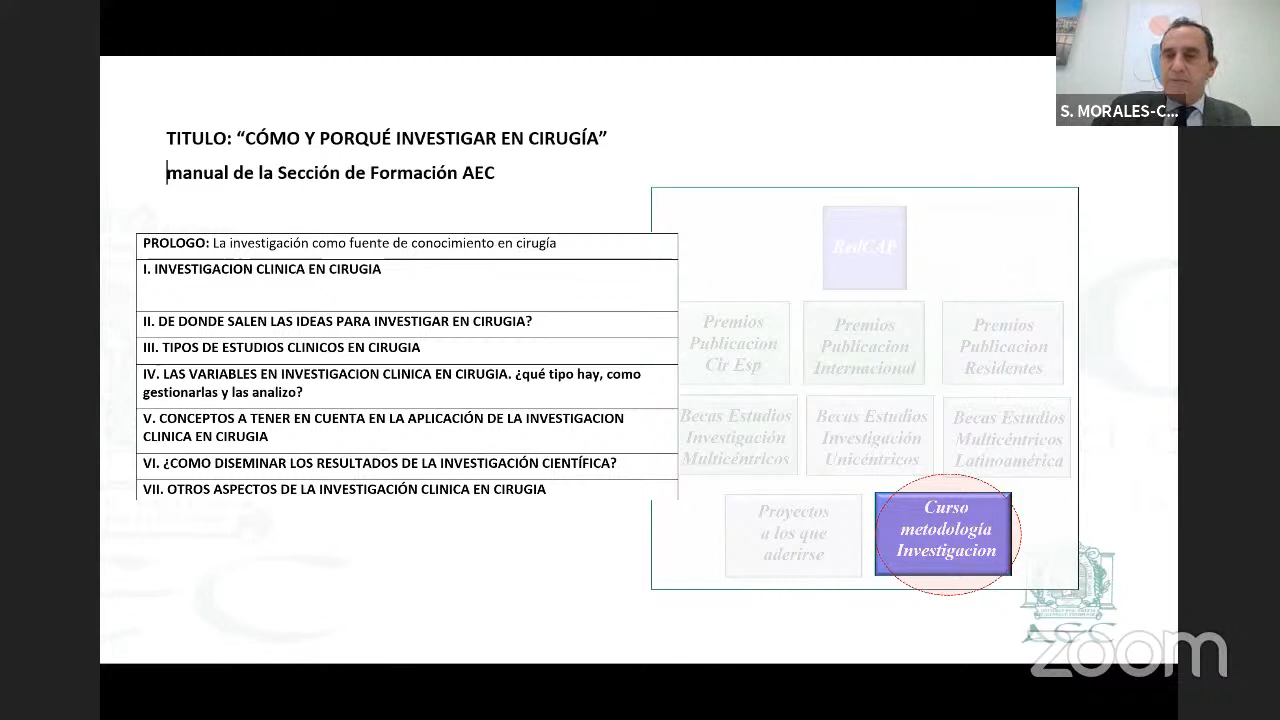 S. MORALES-C...
TITULO: “CÓMO Y PORQUÉ INVESTIGAR EN CIRUGÍA”
manual de la Sección de Formación AEC
PROLOGO: La investigación como fuente de conocimiento en cirugía
I. INVESTIGACION CLINICA EN CIRUGIA
II. DE DONDE SALEN LAS IDEAS PARA INVESTIGAR EN CIRUGIA?
III. TIPOS DE ESTUDIOS CLINICOS EN CIRUGIA
IV. LAS VARIABLES EN INVESTIGACION CLINICA EN CIRUGIA. ¿qué tipo hay, como
gestionarlas y las analizo?
V. CONCEPTOS A TENER EN CUENTA EN LA APLICACIÓN DE LA INVESTIGACION
CLINICA EN CIRUGIA
VI. ¿COMO DISEMINAR LOS RESULTADOS DE LA INVESTIGACIÓN CIENTÍFICA?
VII. OTROS ASPECTOS DE LA INVESTIGACIÓN CLINICA EN CIRUGIA
RedCAP
Premios
Publicacion
Cir Esp
Premios
Publicacion
Internacional
Premios
Publicacion
Residentes
Becas Estudios
Investigación
Multicéntricos
Becas Estudios
Investigación
Unicéntricos
Becas Estudios
Multicéntricos
Latinoamérica
Proyectos
a los que
aderirse
Curso
metodología
Investigacion
zoom